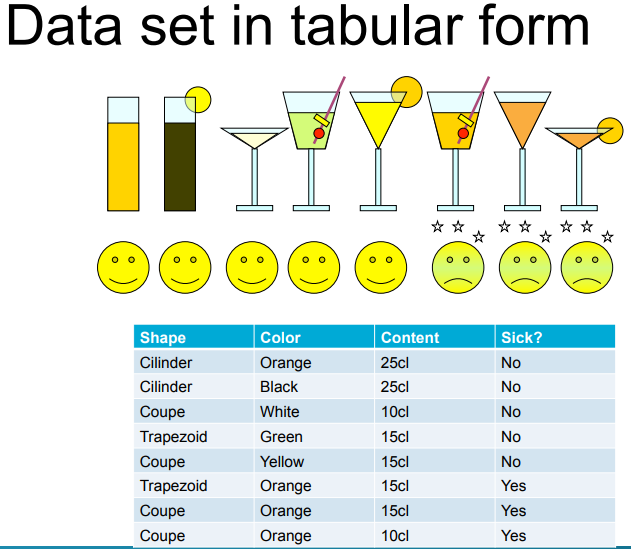 Data set in tabular form
Shape Color Content Sick?
Cilinder Orange 25cl No
Cilinder Black 25cl No
Coupe White 10cl No
Trapezoid Green 15cl No
Coupe Yellow 15cl No
Trapezoid Orange 15cl Yes
Coupe Orange 15cl Yes
Coupe Orange 10cl Yes